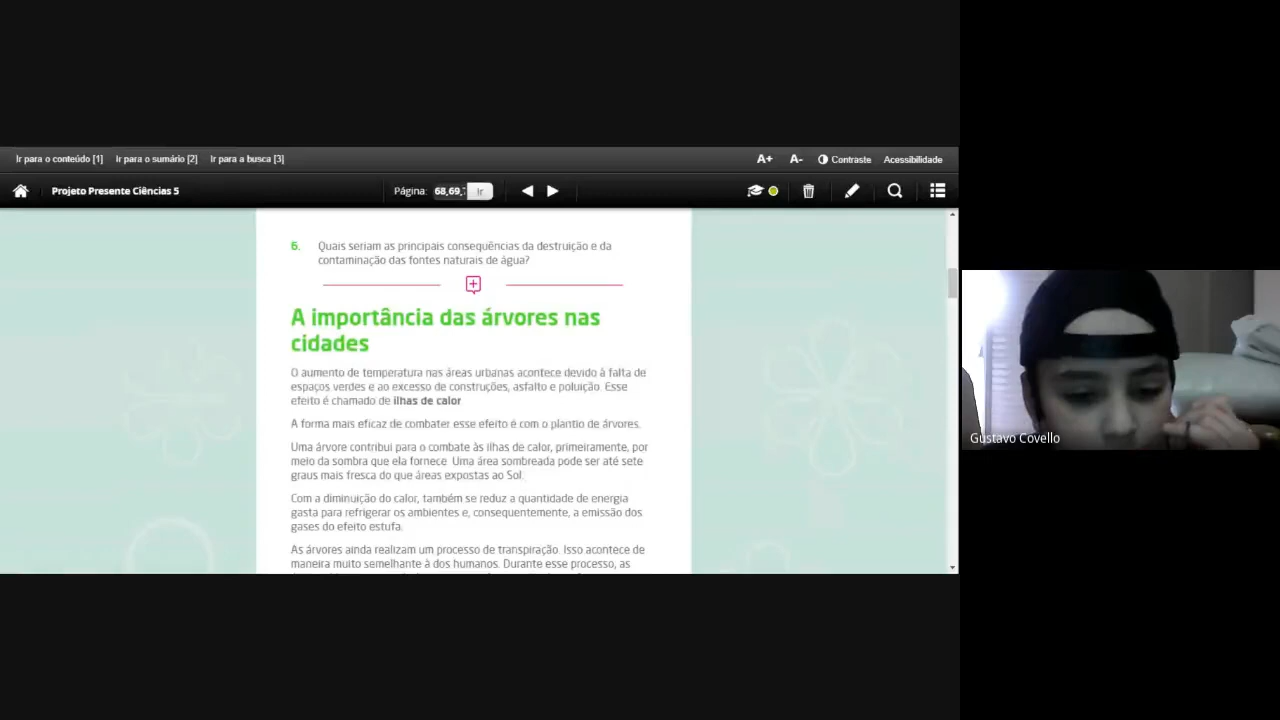 Ir para o conteúdo [1] Ir para o sumário [2] Ir para a busca [3] A+ A- Contraste Acessibilidade
Projeto Presente Ciências 5 Página: 68,69, Ir
6. Quais seriam as principais consequências da destruição e da
contaminação das fontes naturais de água?
A importância das árvores nas
cidades
O aumento de temperatura nas áreas urbanas acontece devido à falta de
espaços verdes e ao excesso de construções, asfalto e poluição. Esse
efeito é chamado de ilhas de calor
A forma mais eficaz de combater esse efeito é com o plantio de árvores.
Uma árvore contribui para o combate às ilhas de calor, primeiramente, por
meio da sombra que ela fornece. Uma área sombreada pode ser até sete
graus mais fresca do que áreas expostas ao Sol.
Com a diminuição do calor, também se reduz a quantidade de energia
gasta para refrigerar os ambientes e, consequentemente, a emissão dos
gases do efeito estufa.
As árvores ainda realizam um processo de transpiração. Isso acontece de
maneira muito semelhante à dos humanos. Durante esse processo, as
Gustavo Covello